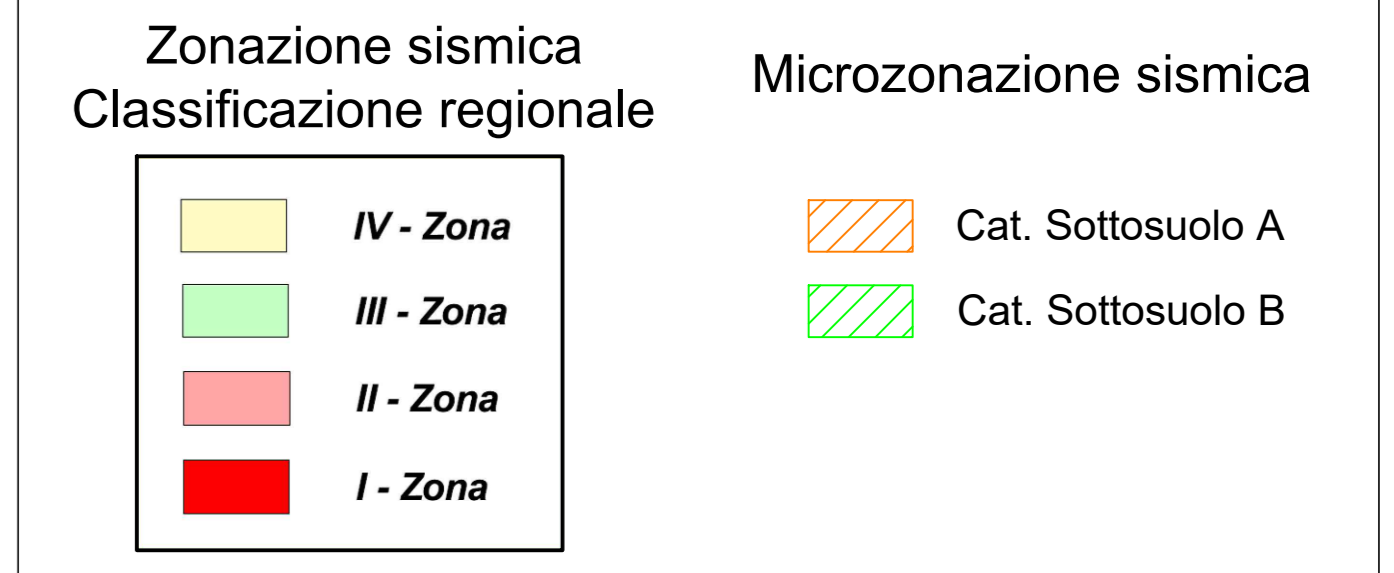 Zonazione sismica
Classificazione regionale
IV - Zona
III - Zona
II - Zona
I - Zona
Microzonazione sismica
Cat. Sottosuolo A
Cat. Sottosuolo B